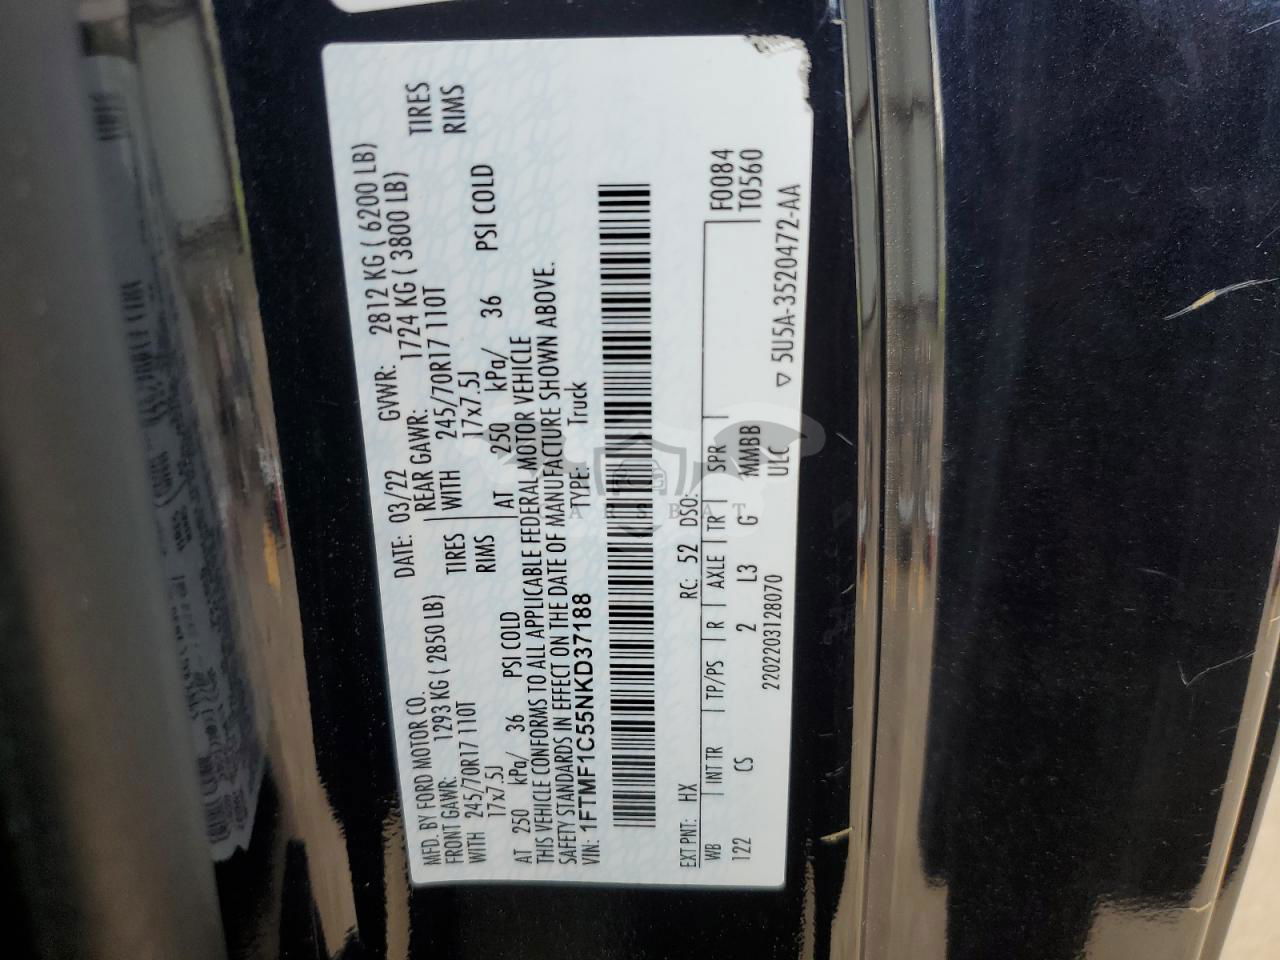 MFD. BY FORD MOTOR CO.
DATE: 03/22 GVWR: 2812 KG ( 6200 LB)
FRONT GAWR: 1293 KG ( 2850 LB)
REAR GAWR: 1724 KG ( 3800 LB)
WITH 245/70R17 110T TIRES
WITH 245/70R17 110T TIRES
17x7.5J RIMS
17x7.5J RIMS
AT 250 kPa/ 36 PSI COLD
AT 250 kPa/ 36 PSI COLD
THIS VEHICLE CONFORMS TO ALL APPLICABLE FEDERAL MOTOR VEHICLE
SAFETY STANDARDS IN EFFECT ON THE DATE OF MANUFACTURE SHOWN ABOVE.
VIN: 1FTMF1C55NKD37188 TYPE: Truck
EXT PNT: HX RC: 52 DSO: F0084
WB INT TR TP/PS R AXLE TR SPR T0560
122 CS 2 L3 G MMBB
2202203128070 ULC ▽ 5U5A-3520472-AA
CARSBAT